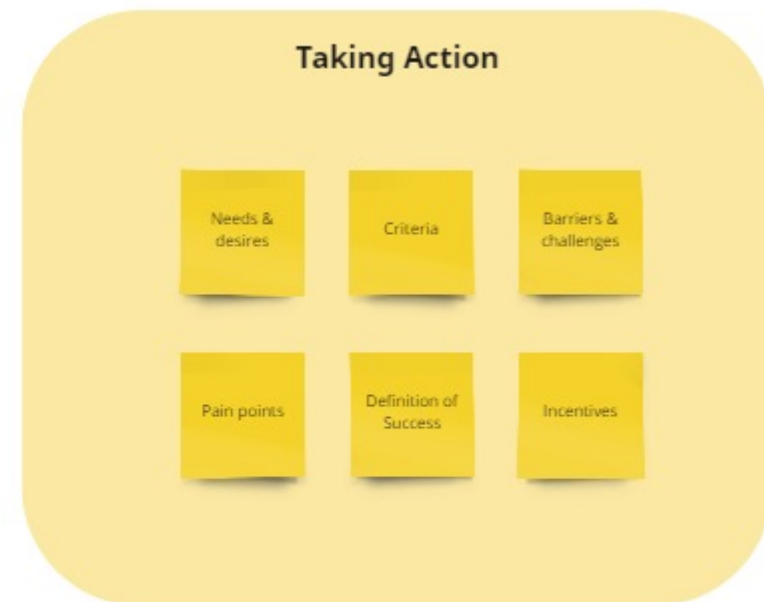 Taking Action
Needs &
desires
Criteria
Barriers &
challenges
Pain points
Definition of
Success
Incentives